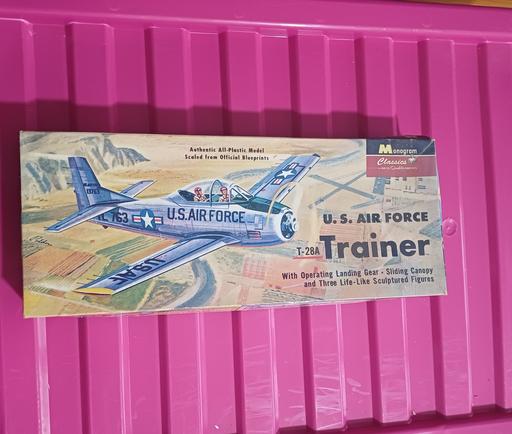 Authentic All-Plastic Model
Scaled from Official Blueprints
Monogram
Classics
U.S. AIR FORCE
763
U.S. AIR FORCE
T-28A Trainer
USAF
With Operating Landing Gear - Sliding Canopy
and Three Life-Like Sculptured Figures